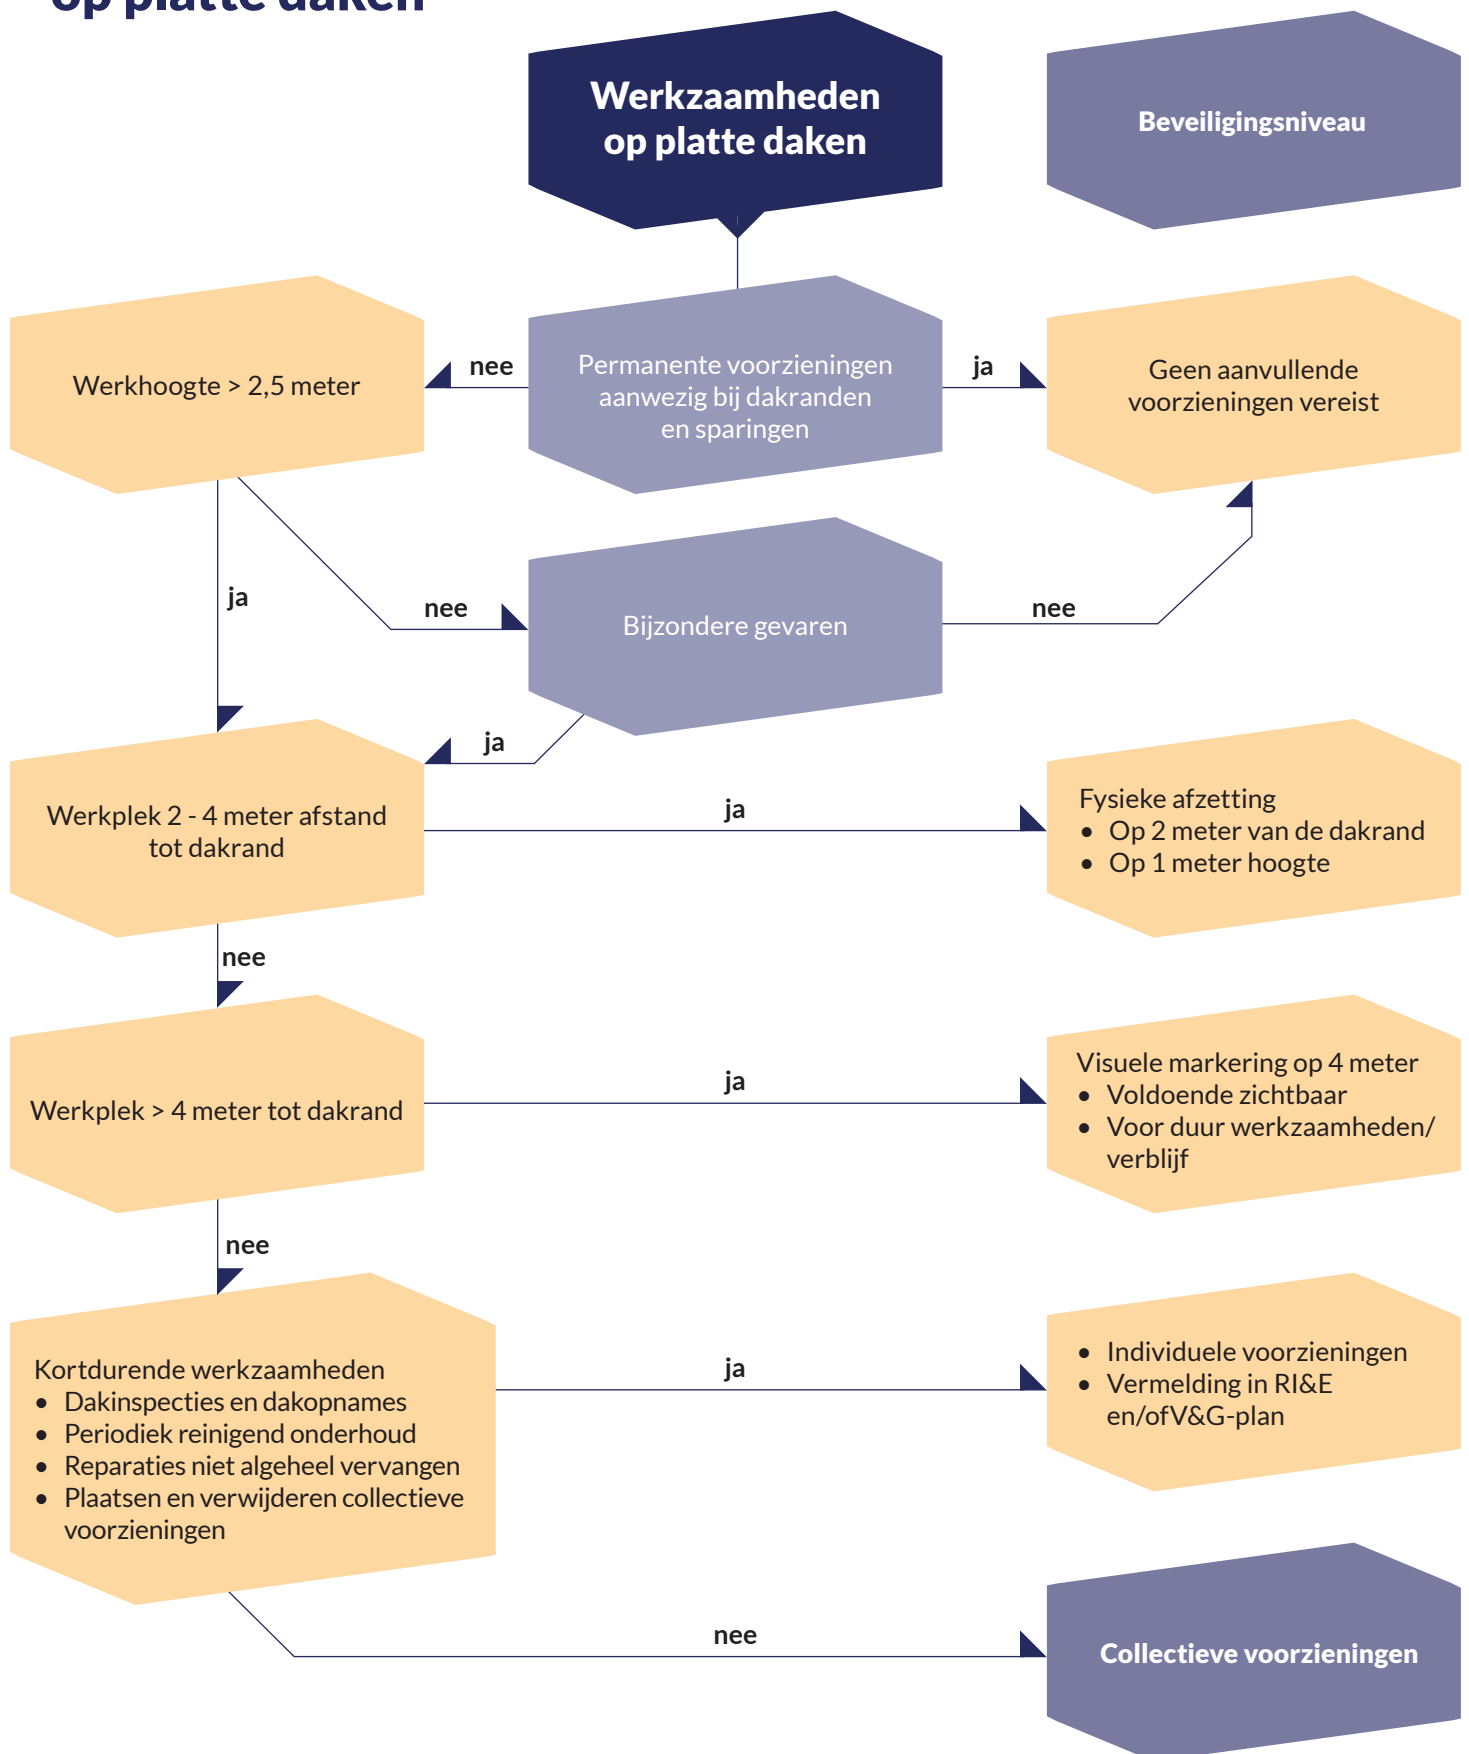 op platte daken
Werkzaamheden
op platte daken
Beveiligingsniveau
Werkhoogte > 2,5 meter
nee
Permanente voorzieningen
aanwezig bij dakranden
en sparingen
ja
Geen aanvullende
voorzieningen vereist
ja
nee
Bijzondere gevaren
nee
ja
Werkplek 2 - 4 meter afstand
tot dakrand
ja
Fysieke afzetting
• Op 2 meter van de dakrand
• Op 1 meter hoogte
nee
Werkplek > 4 meter tot dakrand
ja
Visuele markering op 4 meter
• Voldoende zichtbaar
• Voor duur werkzaamheden/
verblijf
nee
Kortdurende werkzaamheden
• Dakinspecties en dakopnames
• Periodiek reinigend onderhoud
• Reparaties niet algeheel vervangen
• Plaatsen en verwijderen collectieve
voorzieningen
ja
• Individuele voorzieningen
• Vermelding in RI&E
en/ofV&G-plan
nee
Collectieve voorzieningen